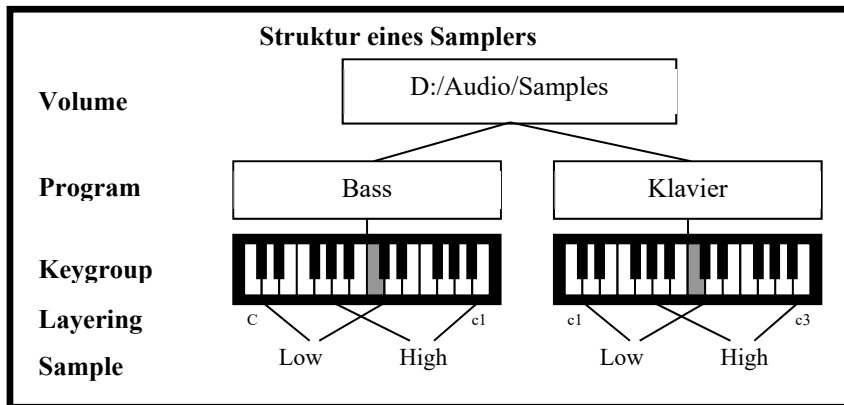 Struktur eines Samplers
Volume D:/Audio/Samples
Program Bass Klavier
Keygroup
Layering C c1 c1 c3
Sample Low High Low High